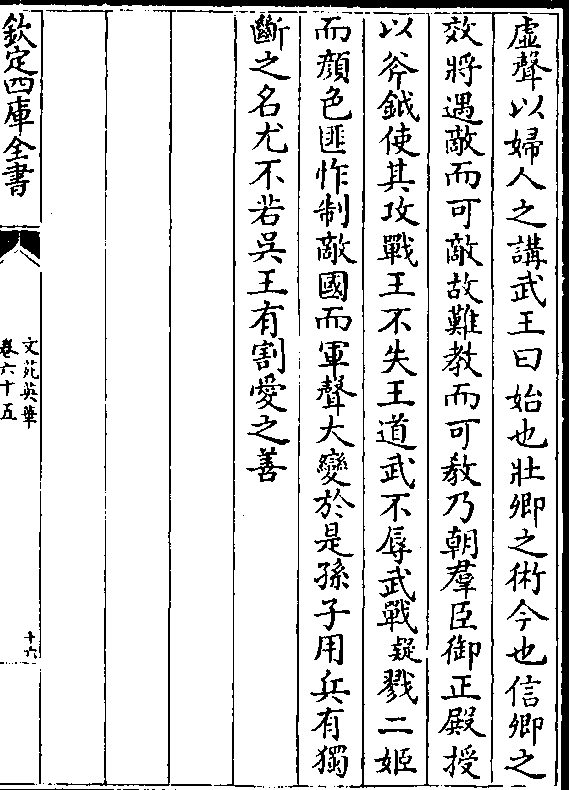 虚聲以婦人之講武王曰始也壯卿之術今也信卿之
效將遇敵而可敵故難教而可教乃朝羣臣御正殿授
以斧鉞使其攻戰王不失王道武不辱武戰疑戮二姬
而顔色匪怍制敵國而軍聲大變於是孫子用兵有獨
斷之名尤不若吳王有割愛之善
欽定四庫全書
文苑英華
卷六十五
十六